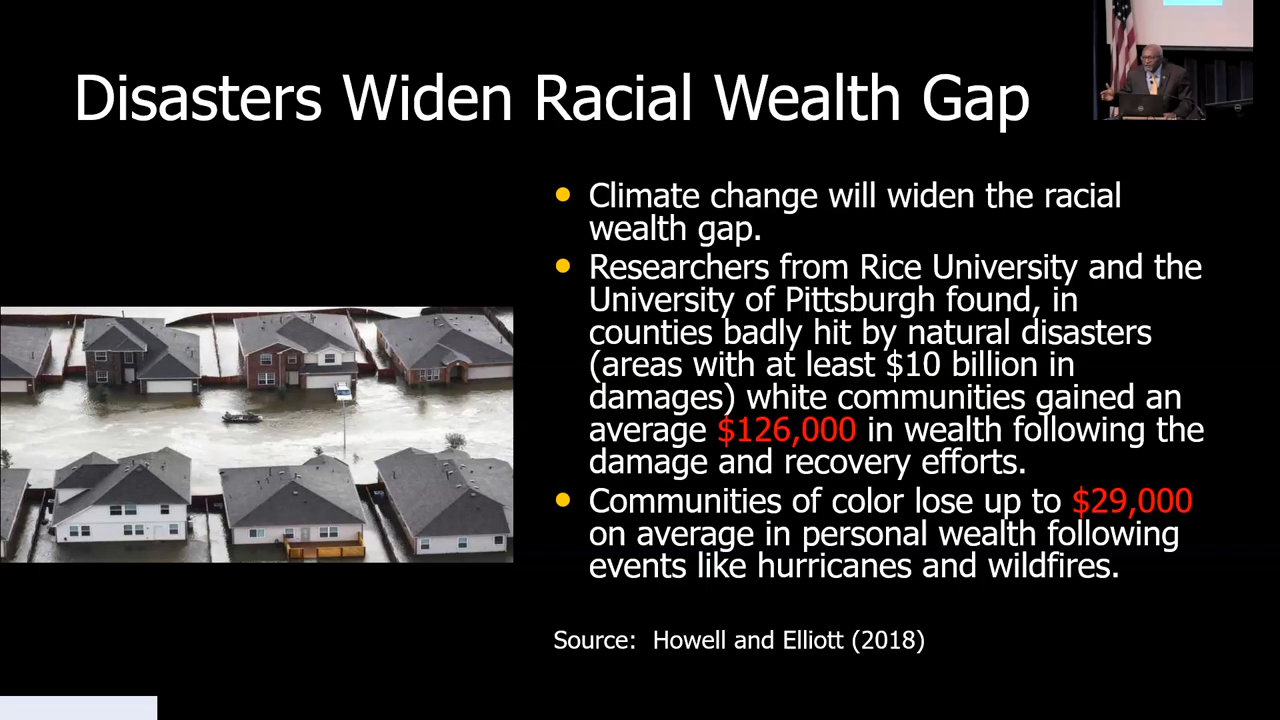 Disasters Widen Racial Wealth Gap
• Climate change will widen the racial
wealth gap.
• Researchers from Rice University and the
University of Pittsburgh found, in
counties badly hit by natural disasters
(areas with at least $10 billion in
damages) white communities gained an
average $126,000 in wealth following the
damage and recovery efforts.
• Communities of color lose up to $29,000
on average in personal wealth following
events like hurricanes and wildfires.
Source: Howell and Elliott (2018)